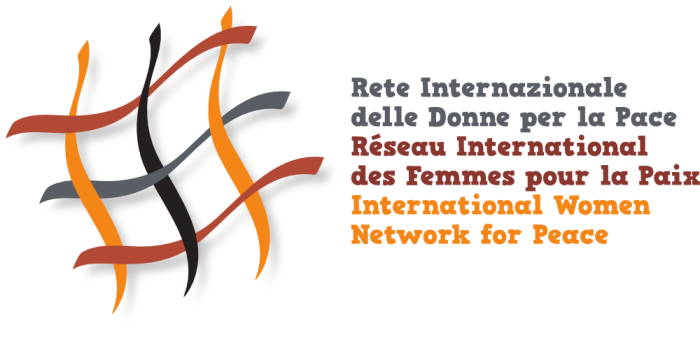 Rete Internazionale
delle Donne per la Pace
Réseau International
des Femmes pour la Paix
International Women
Network for Peace